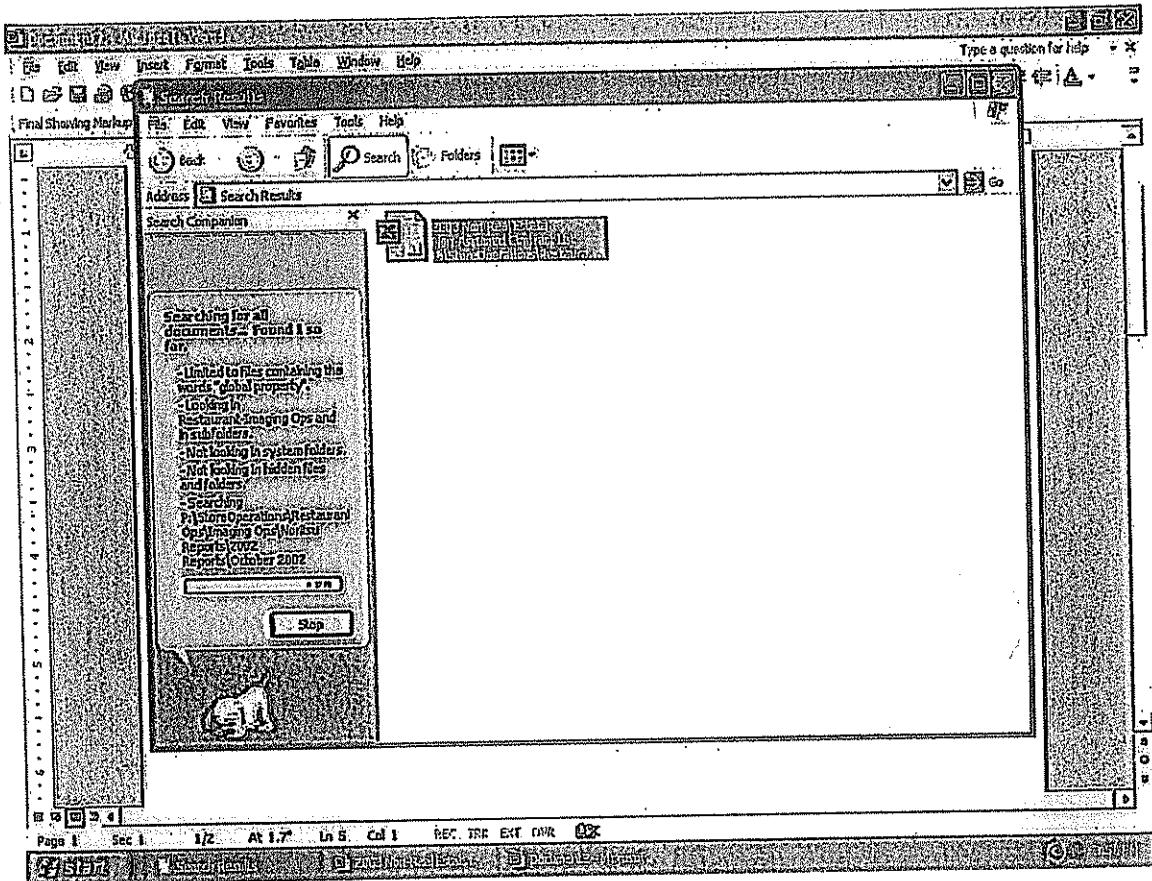 File Edit View Insert Format Tools Table Window Help
Type a question for help
Final Showing Markup
Search Results
File Edit View Favorites Tools Help
Back Search Folders
Address Search Results Go
Search Companion
Searching for all
documents... Found 1 so
far.
- Limited to files containing the
words, "global property".
- Looking in
Restaurant-Imaging Ops and
in subfolders.
- Not looking in system folders.
- Not looking in hidden files
and folders.
- Searching
P:\StoreOperations\Restaurant
Ops\Imaging Ops\
Reports\2002
Reports\October 2002
Stop
Page 1 Sec 1 1/2 At 1.7" Ln 5 Col 1 REC TRK EXT OVR
start Search Results